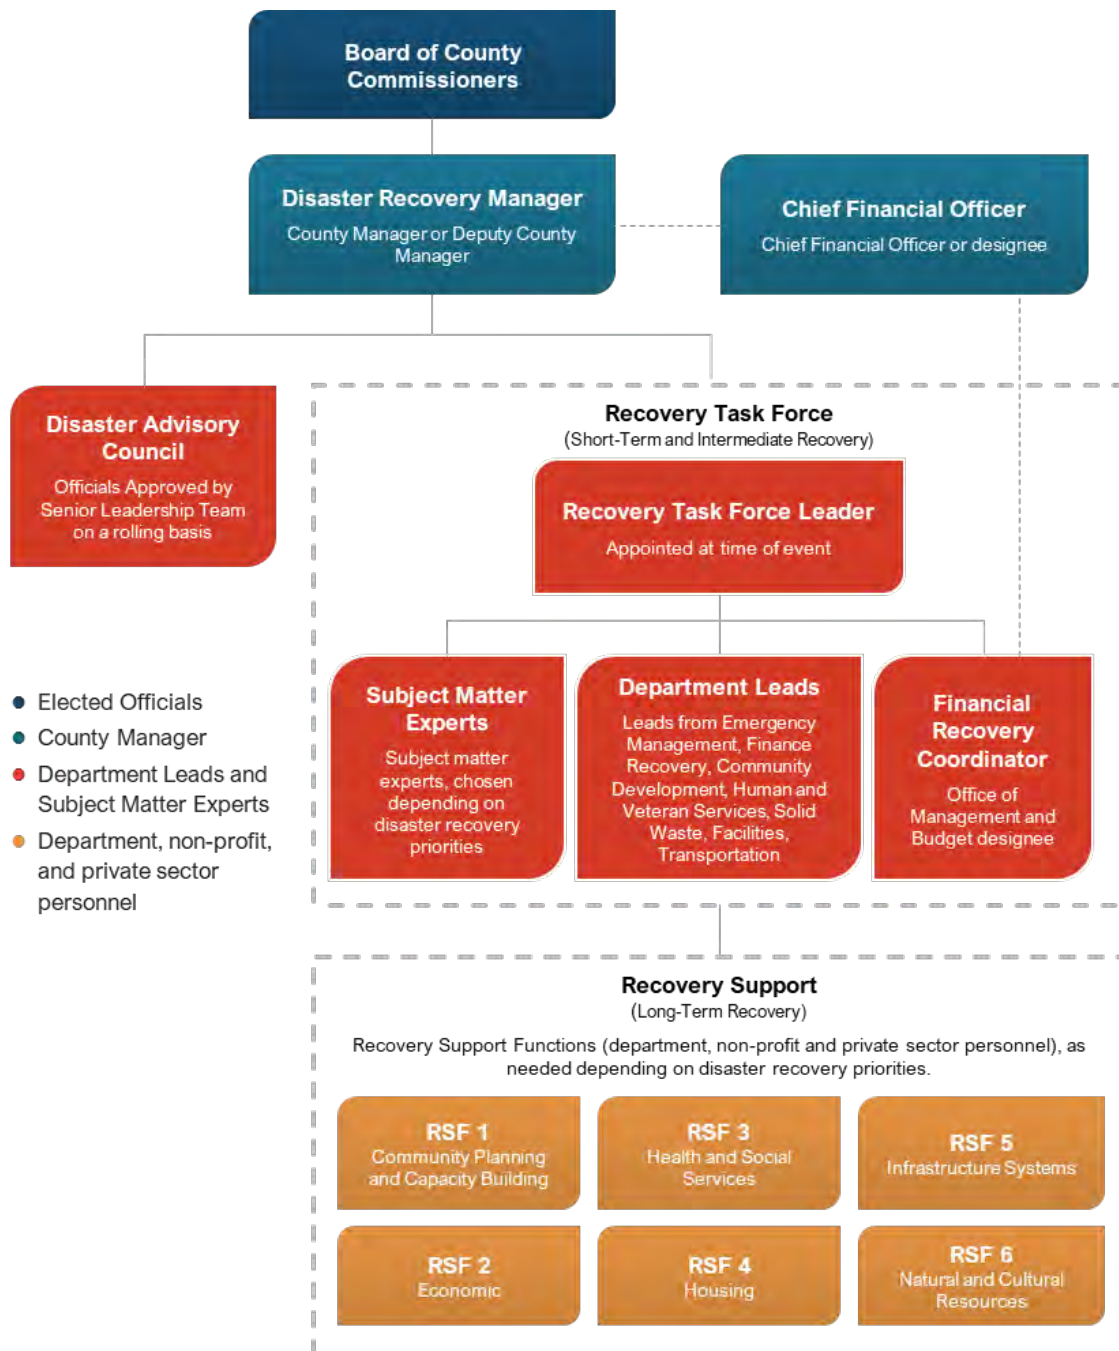 Board of County
Commissioners
Disaster Recovery Manager
County Manager or Deputy County
Manager
Chief Financial Officer
Chief Financial Officer or designee
Disaster Advisory
Council
Officials Approved by
Senior Leadership Team
on a rolling basis
Recovery Task Force
(Short-Term and Intermediate Recovery)
Recovery Task Force Leader
Appointed at time of event
Subject Matter
Experts
Subject matter
experts, chosen
depending on
disaster recovery
priorities
Department Leads
Leads from Emergency
Management, Finance
Recovery, Community
Development, Human and
Veteran Services, Solid
Waste, Facilities,
Transportation
Financial
Recovery
Coordinator
Office of
Management and
Budget designee
Elected Officials
County Manager
Department Leads and
Subject Matter Experts
Department, non-profit,
and private sector
personnel
Recovery Support
(Long-Term Recovery)
Recovery Support Functions (department, non-profit and private sector personnel), as
needed depending on disaster recovery priorities.
RSF 1
Community Planning
and Capacity Building
RSF 3
Health and Social
Services
RSF 5
Infrastructure Systems
RSF 2
Economic
RSF 4
Housing
RSF 6
Natural and Cultural
Resources